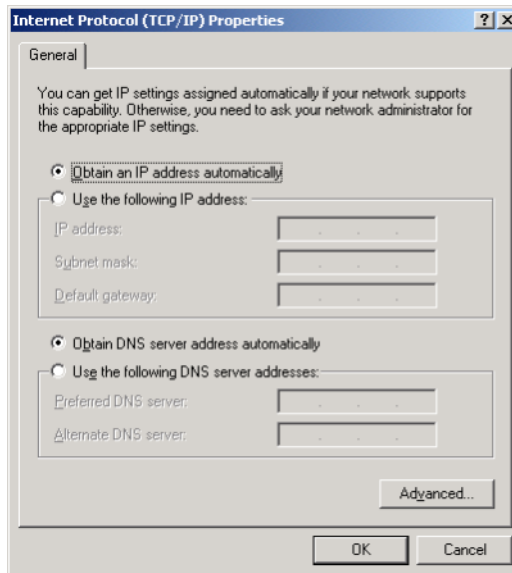 Internet Protocol (TCP/IP) Properties
General
You can get IP settings assigned automatically if your network supports
this capability. Otherwise, you need to ask your network administrator for
the appropriate IP settings.
Obtain an IP address automatically
Use the following IP address:
IP address:
Subnet mask:
Default gateway:
Obtain DNS server address automatically
Use the following DNS server addresses:
Preferred DNS server:
Alternate DNS server:
Advanced...
OK Cancel